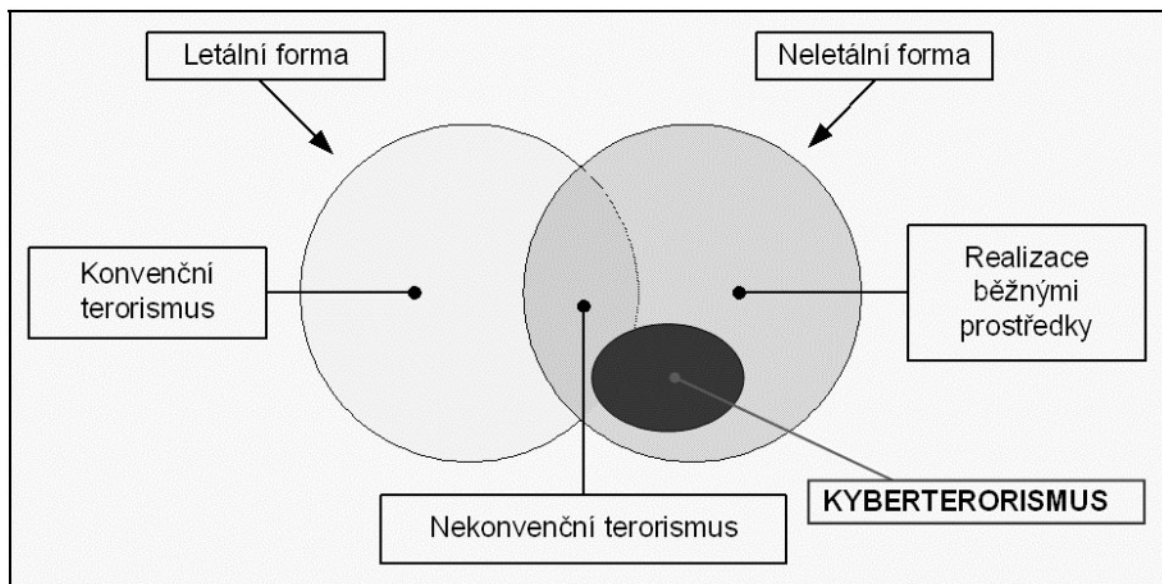 Letální forma
Neletální forma
Konvenční
terorismus
Realizace
běžnými
prostředky
KYBERTERORISMUS
Nekonvenční terorismus